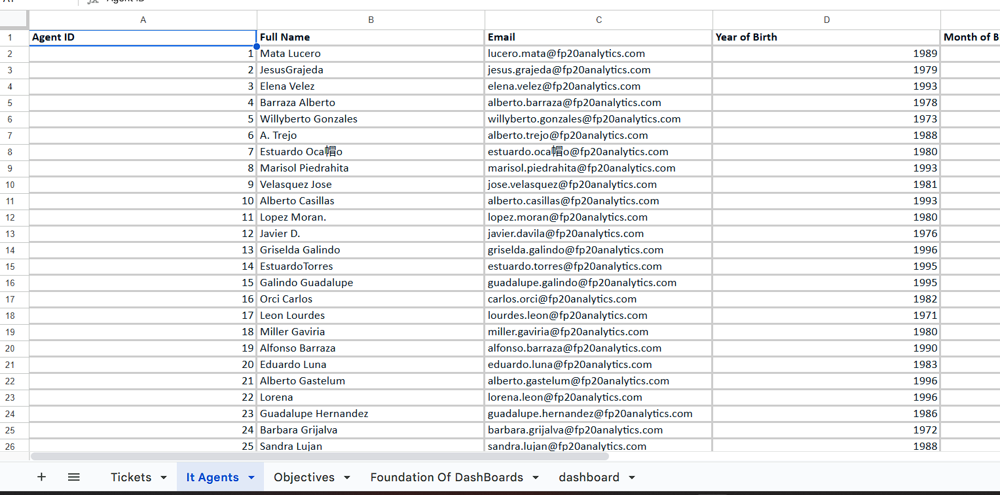 A B C D
1 Agent ID Full Name Email Year of Birth Month of B
2 1 Mata Lucero lucero.mata@fp20analytics.com 1989
3 2 JesusGrajeda jesus.grajeda@fp20analytics.com 1979
4 3 Elena Velez elena.velez@fp20analytics.com 1993
5 4 Barraza Alberto alberto.barraza@fp20analytics.com 1978
6 5 Willyberto Gonzales willyberto.gonzales@fp20analytics.com 1973
7 6 A. Trejo alberto.trejo@fp20analytics.com 1988
8 7 Estuardo Oca帽o estuardo.oca帽o@fp20analytics.com 1980
9 8 Marisol Piedrahita marisol.piedrahita@fp20analytics.com 1993
10 9 Velasquez Jose jose.velasquez@fp20analytics.com 1981
11 10 Alberto Casillas alberto.casillas@fp20analytics.com 1993
12 11 Lopez Moran. lopez.moran@fp20analytics.com 1980
13 12 Javier D. javier.davila@fp20analytics.com 1976
14 13 Griselda Galindo griselda.galindo@fp20analytics.com 1996
15 14 EstuardoTorres estuardo.torres@fp20analytics.com 1995
16 15 Galindo Guadalupe guadalupe.galindo@fp20analytics.com 1995
17 16 Orci Carlos carlos.orci@fp20analytics.com 1982
18 17 Leon Lourdes lourdes.leon@fp20analytics.com 1971
19 18 Miller Gaviria miller.gaviria@fp20analytics.com 1980
20 19 Alfonso Barraza alfonso.barraza@fp20analytics.com 1990
21 20 Eduardo Luna eduardo.luna@fp20analytics.com 1983
22 21 Alberto Gastelum alberto.gastelum@fp20analytics.com 1996
23 22 Lorena lorena.leon@fp20analytics.com 1996
24 23 Guadalupe Hernandez guadalupe.hernandez@fp20analytics.com 1986
25 24 Barbara Grijalva barbara.grijalva@fp20analytics.com 1972
26 25 Sandra Lujan sandra.lujan@fp20analytics.com 1988
Tickets It Agents Objectives Foundation Of DashBoards dashboard